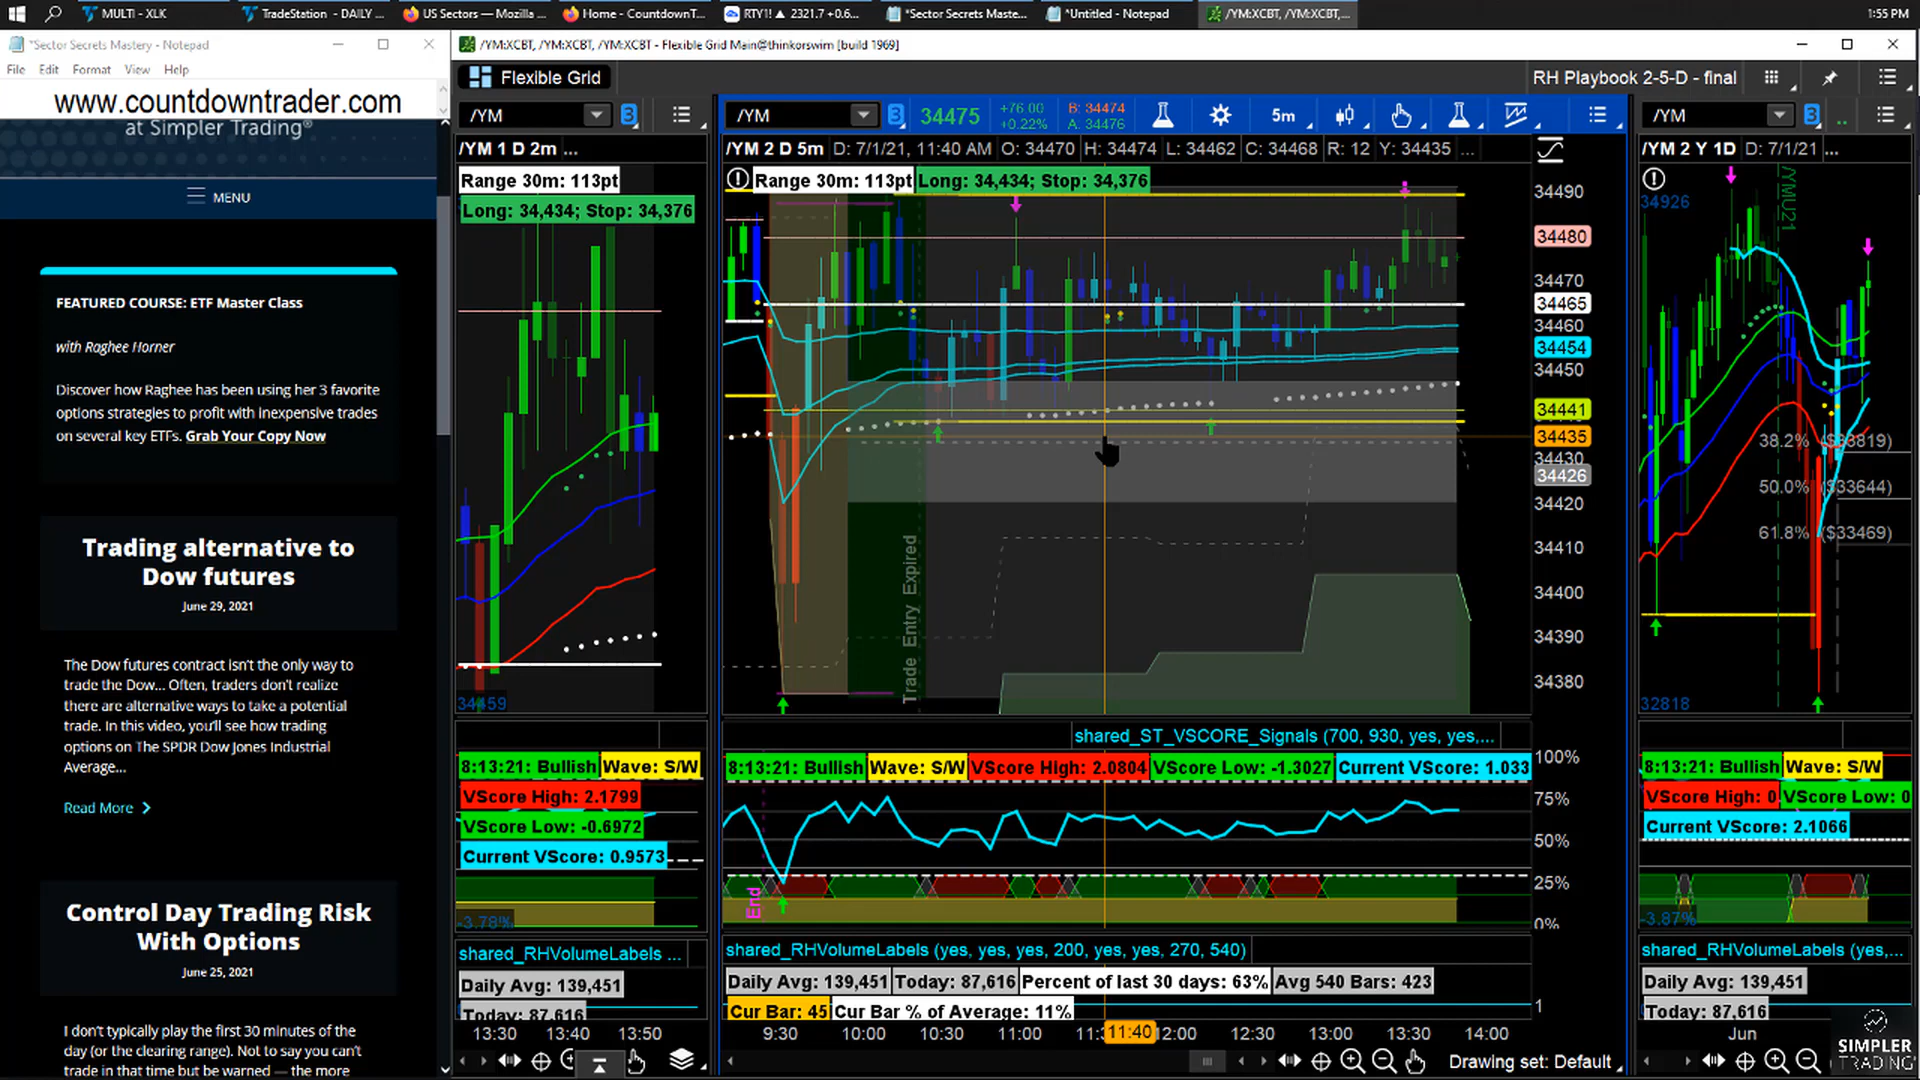 MULTI - XLK
TradeStation - DAILY ...
US Sectors — Mozilla ...
Home - CountdownT...
RTY1! ▲ 2321.7 +0.6...
*Sector Secrets Maste...
*Untitled - Notepad
/YM:XCBT, /YM:XCBT,...
1:55 PM
*Sector Secrets Mastery - Notepad
File Edit Format View Help
www.countdowntrader.com
at Simpler Trading®
MENU
FEATURED COURSE: ETF Master Class
with Raghee Horner
Discover how Raghee has been using her 3 favorite
options strategies to profit with inexpensive trades
on several key ETFs. Grab Your Copy Now
Trading alternative to
Dow futures
June 29, 2021
The Dow futures contract isn't the only way to
trade the Dow... Often, traders don't realize
there are alternative ways to take a potential
trade. In this video, you'll see how trading
options on The SPDR Dow Jones Industrial
Average...
Read More
Control Day Trading Risk
With Options
June 25, 2021
I don't typically play the first 30 minutes of the
day (or the clearing range). Not to say you can't
trade in that time but be warned — the more
/YM:XCBT, /YM:XCBT, /YM:XCBT - Flexible Grid Main@thinkorswim [build 1969]
Flexible Grid
RH Playbook 2-5-D - final
/YM
3
/YM 1 D 2m ...
Range 30m: 113pt
Long: 34,434; Stop: 34,376
34459
8:13:21: Bullish Wave: S/W
VScore High: 2.1799
VScore Low: -0.6972
Current VScore: 0.9573
-3.78%
shared_RHVolumeLabels ...
Daily Avg: 139,451
Today: 87,616
13:30 13:40 13:50
/YM
3
34475
+76.00
+0.22%
B: 34474
A: 34476
5m
/YM 2 D 5m D: 7/1/21, 11:40 AM O: 34470 H: 34474 L: 34462 C: 34468 R: 12 Y: 34435 ...
Range 30m: 113pt Long: 34,434; Stop: 34,376
Trade Entry Expired
34490
34480
34470
34465
34460
34454
34450
34441
34435
34430
34426
34420
34410
34400
34390
34380
shared_ST_VSCORE_Signals (700, 930, yes, yes,...
8:13:21: Bullish Wave: S/W VScore High: 2.0804 VScore Low: -1.3027 Current VScore: 1.033
End
100%
75%
50%
25%
0%
shared_RHVolumeLabels (yes, yes, yes, 200, yes, yes, 270, 540)
Daily Avg: 139,451 Today: 87,616 Percent of last 30 days: 63% Avg 540 Bars: 423
Cur Bar: 45 Cur Bar % of Average: 11%
1
9:30 10:00 10:30 11:00 11:40 12:00 12:30 13:00 13:30 14:00
Drawing set: Default
/YM
3
/YM 2 Y 1D D: 7/1/21 ...
34926
/YMU21
38.2% ($33819)
50.0% ($33644)
61.8% ($33469)
32818
8:13:21: Bullish Wave: S/W
VScore High: 0 VScore Low: 0
Current VScore: 2.1066
-3.87%
shared_RHVolumeLabels (yes,...
Daily Avg: 139,451
Today: 87,616
Jun
SIMPLER
TRADING